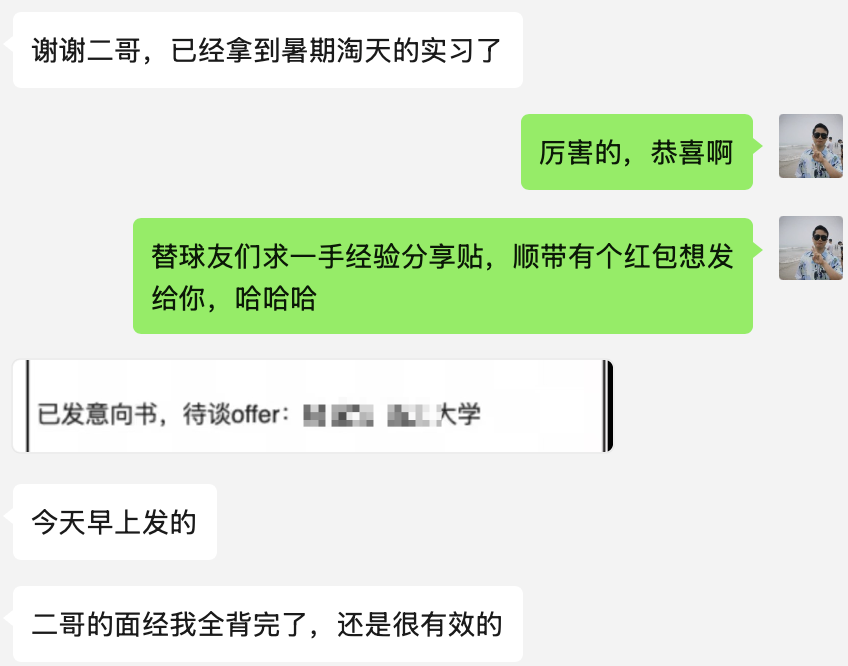 谢谢二哥，已经拿到暑期淘天的实习了
厉害的，恭喜啊
替球友们求一手经验分享贴，顺带有个红包想发
给你，哈哈哈
已发意向书，待谈offer： 大学
今天早上发的
二哥的面经我全背完了，还是很有效的